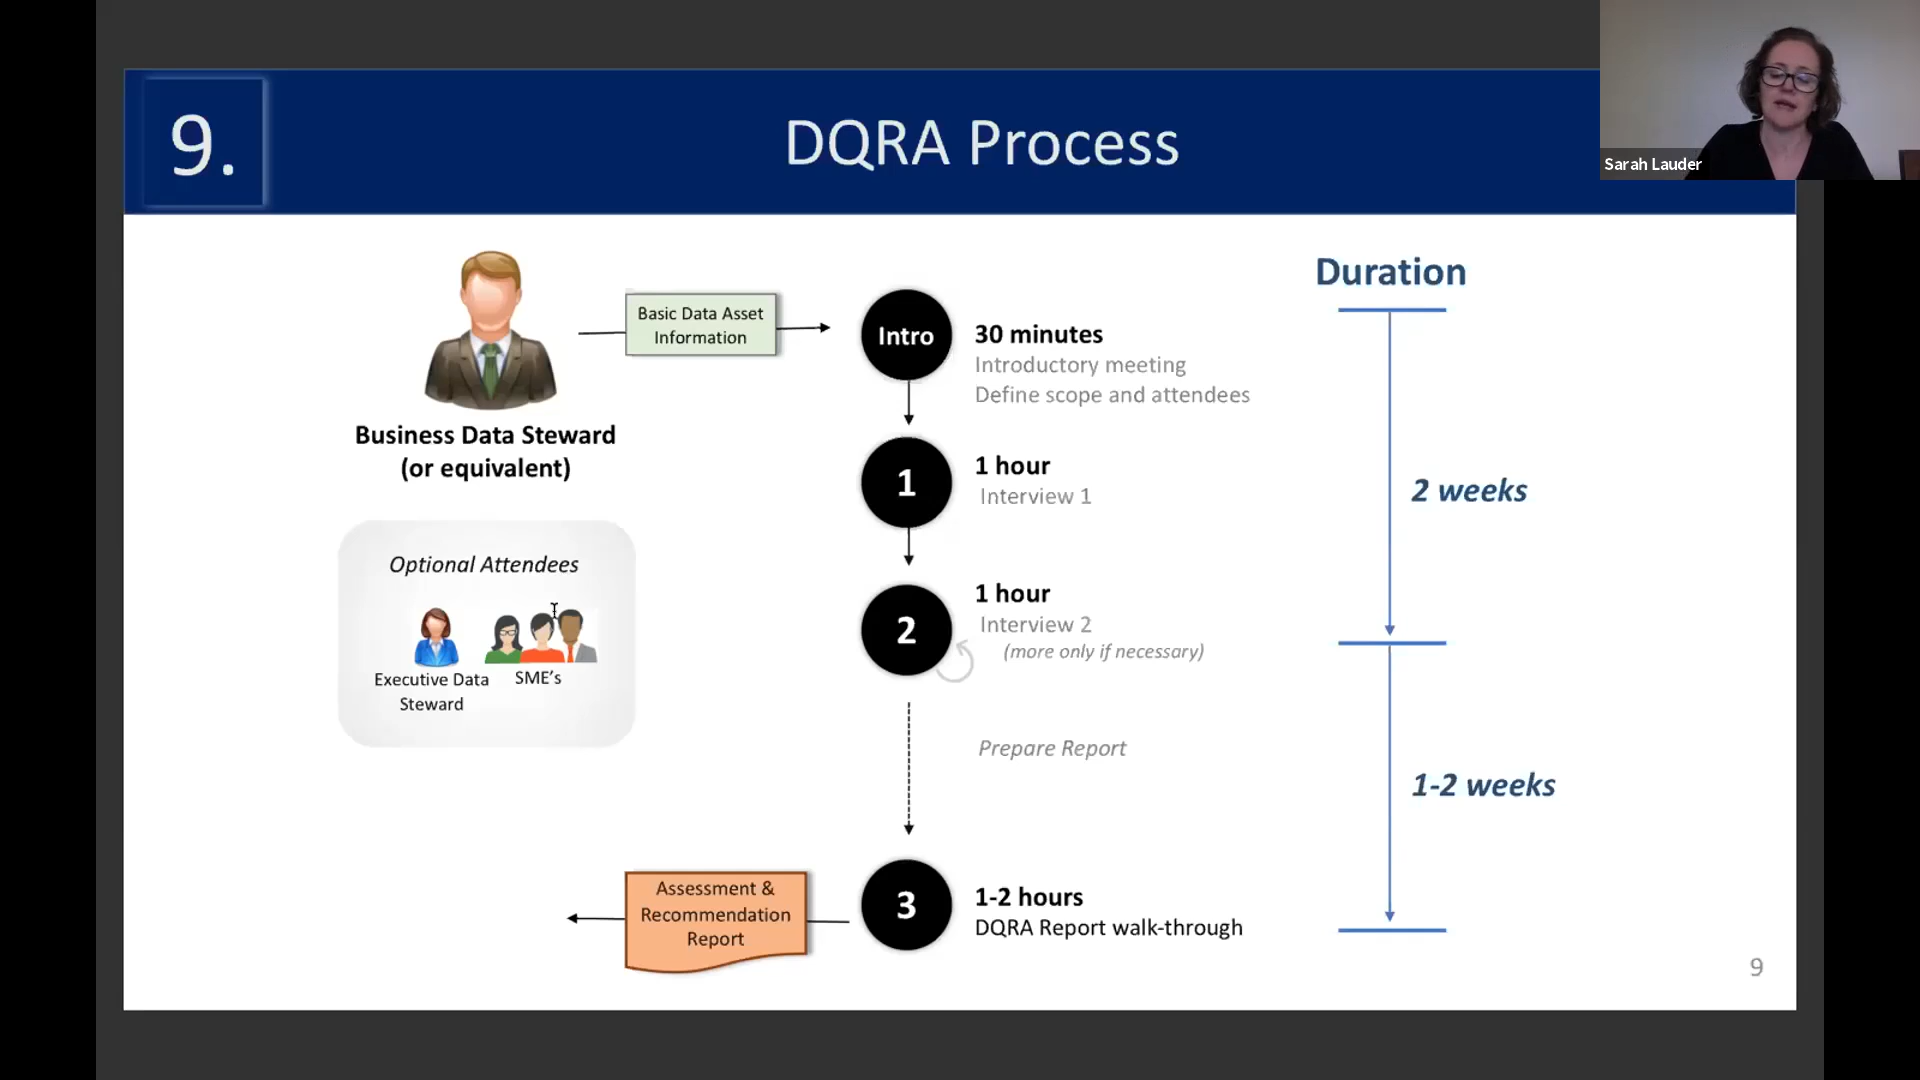 9.
DQRA Process
Sarah Lauder
Basic Data Asset
Information
Business Data Steward
(or equivalent)
Optional Attendees
Executive Data
Steward
SME's
Intro
30 minutes
Introductory meeting
Define scope and attendees
1
1 hour
Interview 1
2
1 hour
Interview 2
(more only if necessary)
Prepare Report
3
1-2 hours
DQRA Report walk-through
Assessment &
Recommendation
Report
Duration
2 weeks
1-2 weeks
9